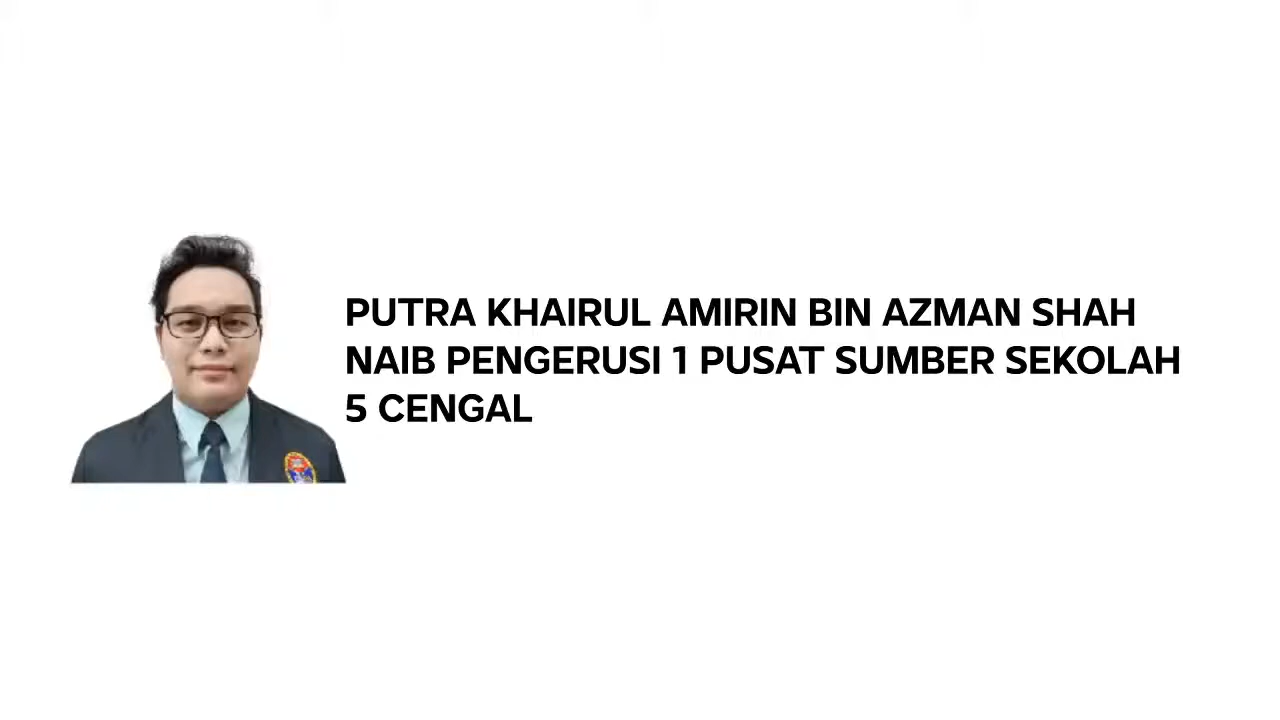 PUTRA KHAIRUL AMIRIN BIN AZMAN SHAH
NAIB PENGERUSI 1 PUSAT SUMBER SEKOLAH
5 CENGAL